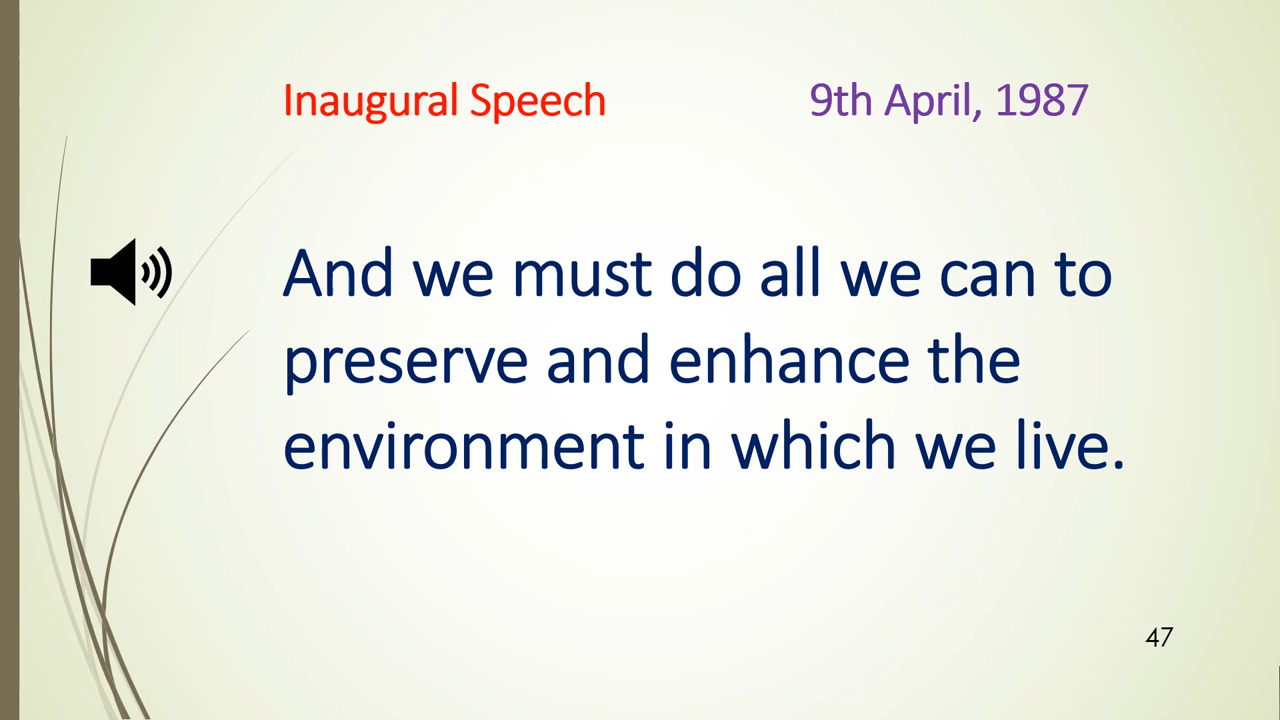 Inaugural Speech 9th April, 1987
And we must do all we can to
preserve and enhance the
environment in which we live.
47